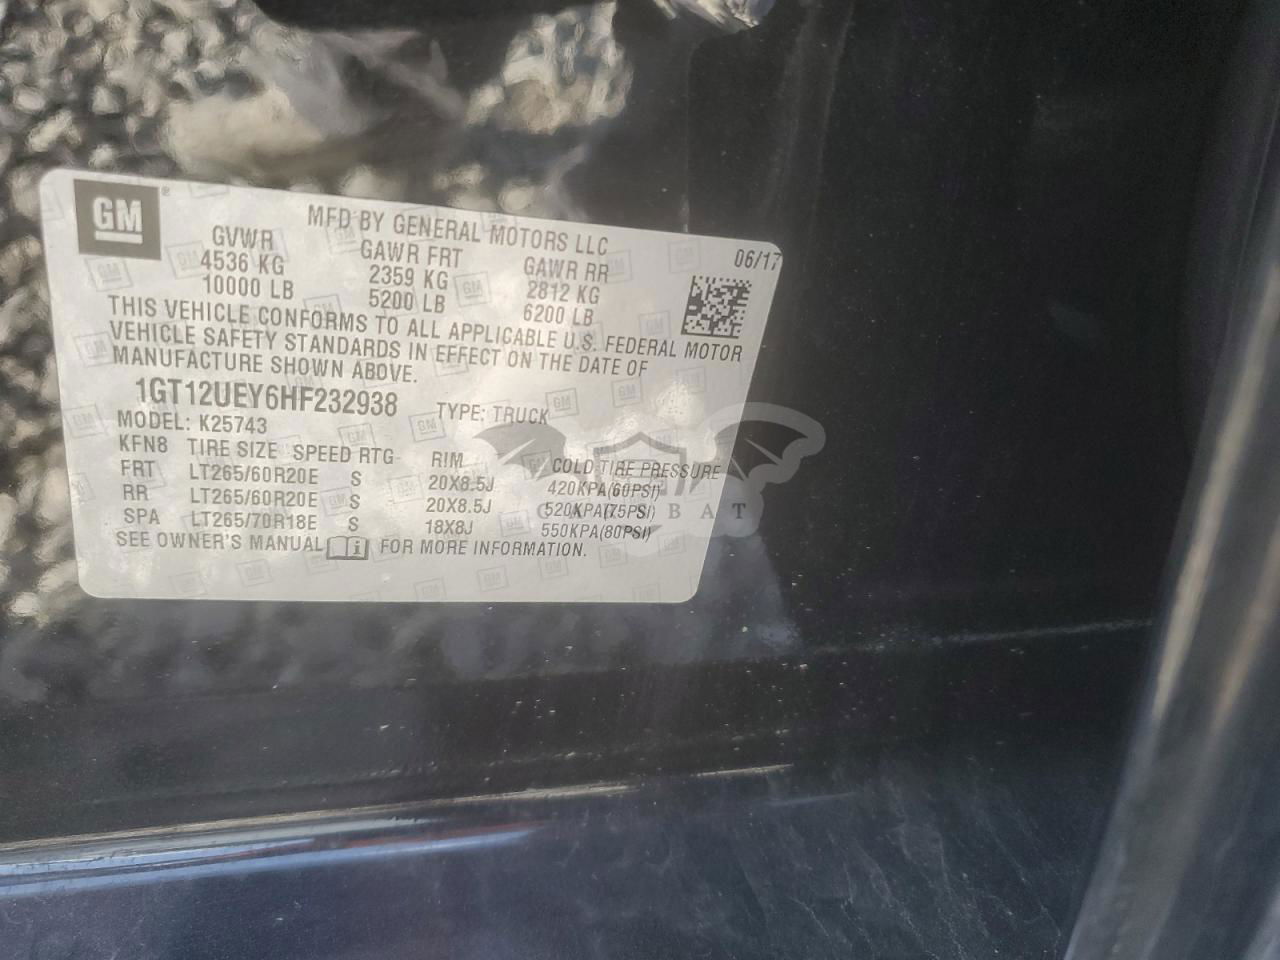 GM ®
MFD BY GENERAL MOTORS LLC
06/17
GVWR GAWR FRT GAWR RR
4536 KG 2359 KG 2812 KG
10000 LB 5200 LB 6200 LB
THIS VEHICLE CONFORMS TO ALL APPLICABLE U.S. FEDERAL MOTOR
VEHICLE SAFETY STANDARDS IN EFFECT ON THE DATE OF
MANUFACTURE SHOWN ABOVE.
1GT12UEY6HF232938 TYPE: TRUCK
MODEL: K25743
KFN8 TIRE SIZE SPEED RTG RIM COLD TIRE PRESSURE
FRT LT265/60R20E S 20X8.5J 420KPA(60PSI)
RR LT265/60R20E S 20X8.5J 520KPA(75PSI)
SPA LT265/70R18E S 18X8J 550KPA(80PSI)
SEE OWNER'S MANUAL i FOR MORE INFORMATION.